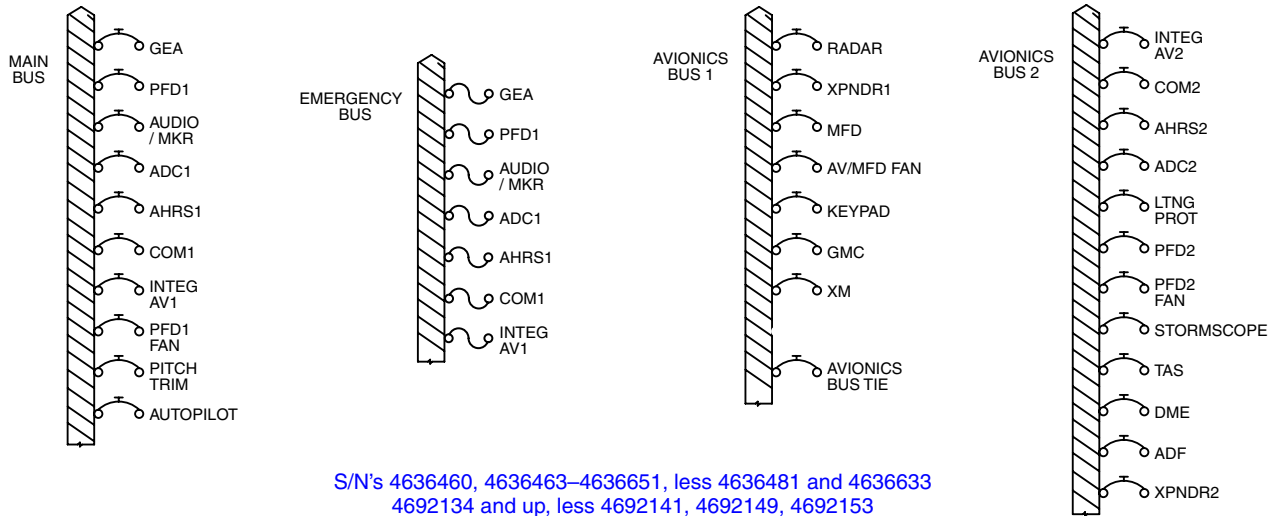 MAIN
BUS
GEA
PFD1
AUDIO
/ MKR
ADC1
AHRS1
COM1
INTEG
AV1
PFD1
FAN
PITCH
TRIM
AUTOPILOT
EMERGENCY
BUS
GEA
PFD1
AUDIO
/ MKR
ADC1
AHRS1
COM1
INTEG
AV1
AVIONICS
BUS 1
RADAR
XPNDR1
MFD
AV/MFD FAN
KEYPAD
GMC
XM
AVIONICS
BUS TIE
AVIONICS
BUS 2
INTEG
AV2
COM2
AHRS2
ADC2
LTNG
PROT
PFD2
PFD2
FAN
STORMSCOPE
TAS
DME
ADF
XPNDR2
S/N's 4636460, 4636463–4636651, less 4636481 and 4636633
4692134 and up, less 4692141, 4692149, 4692153